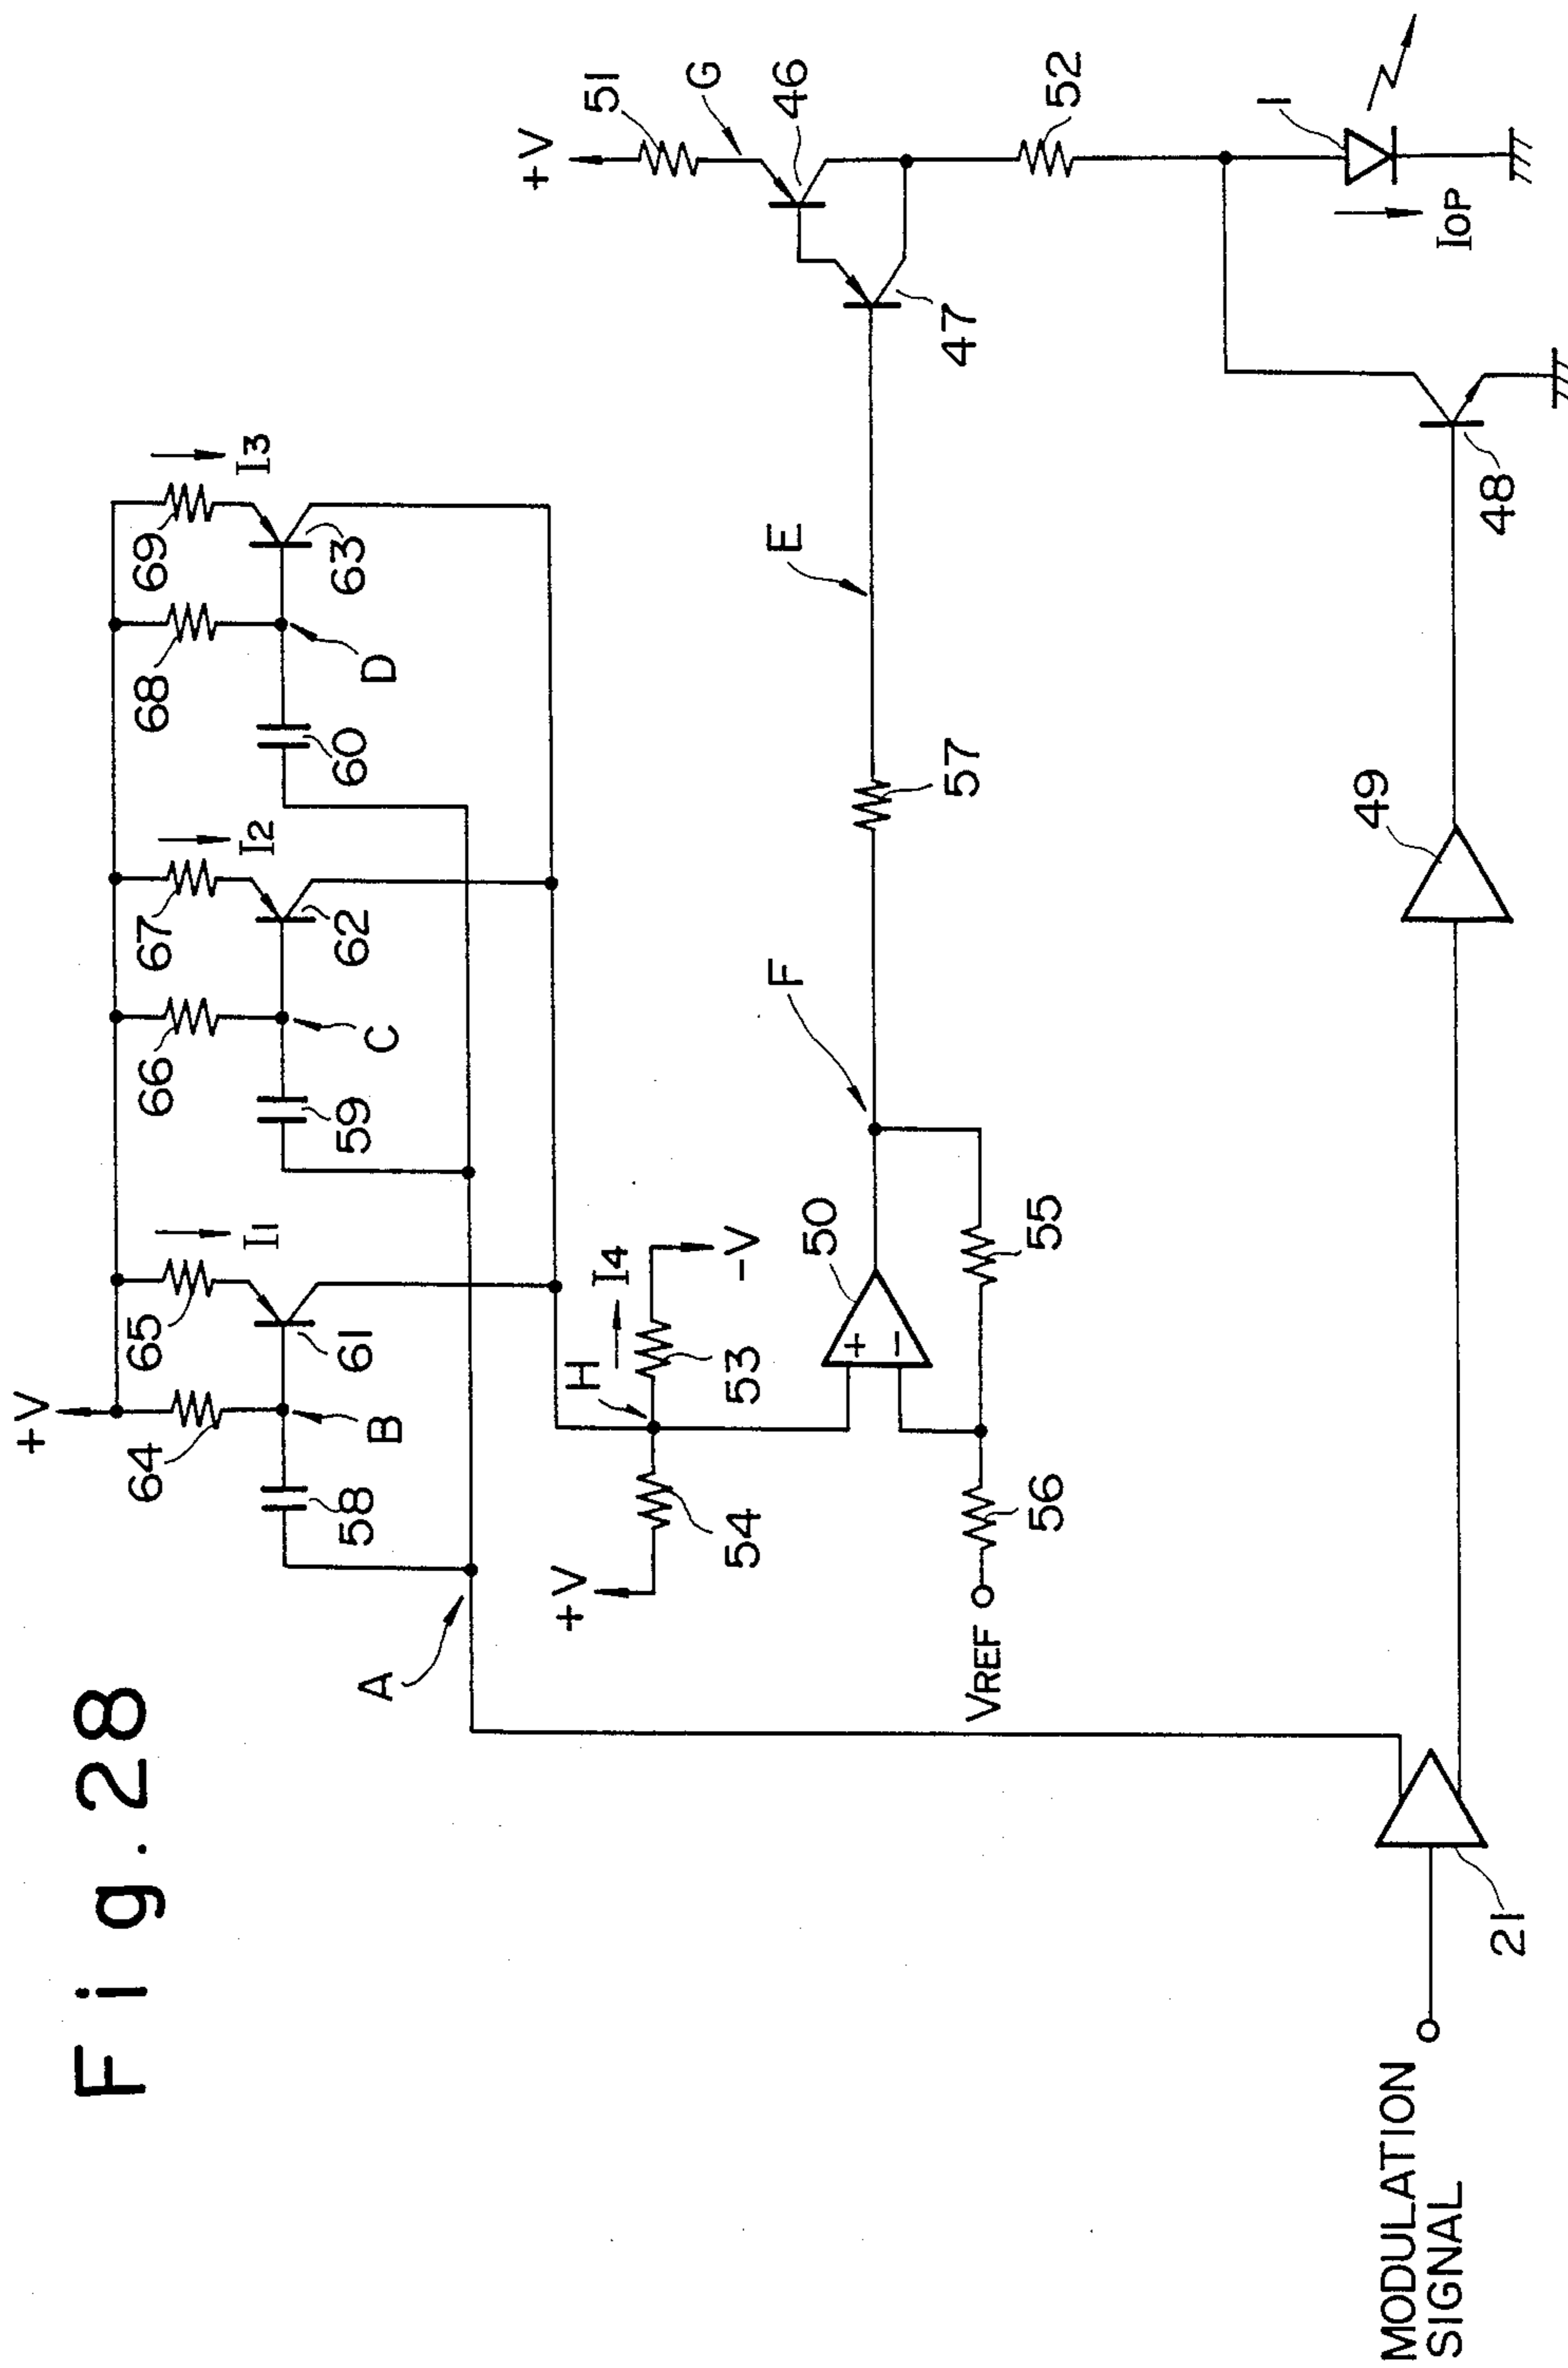 Fig.28
+V
64
65
I1
66
67
I2
68
69
I3
58
B
61
59
C
62
60
D
63
A
+V
54
H
53
I4
-V
50
+
-
VREF
56
55
F
57
E
47
+V
51
G
46
52
1
IOP
48
49
21
MODULATION
SIGNAL